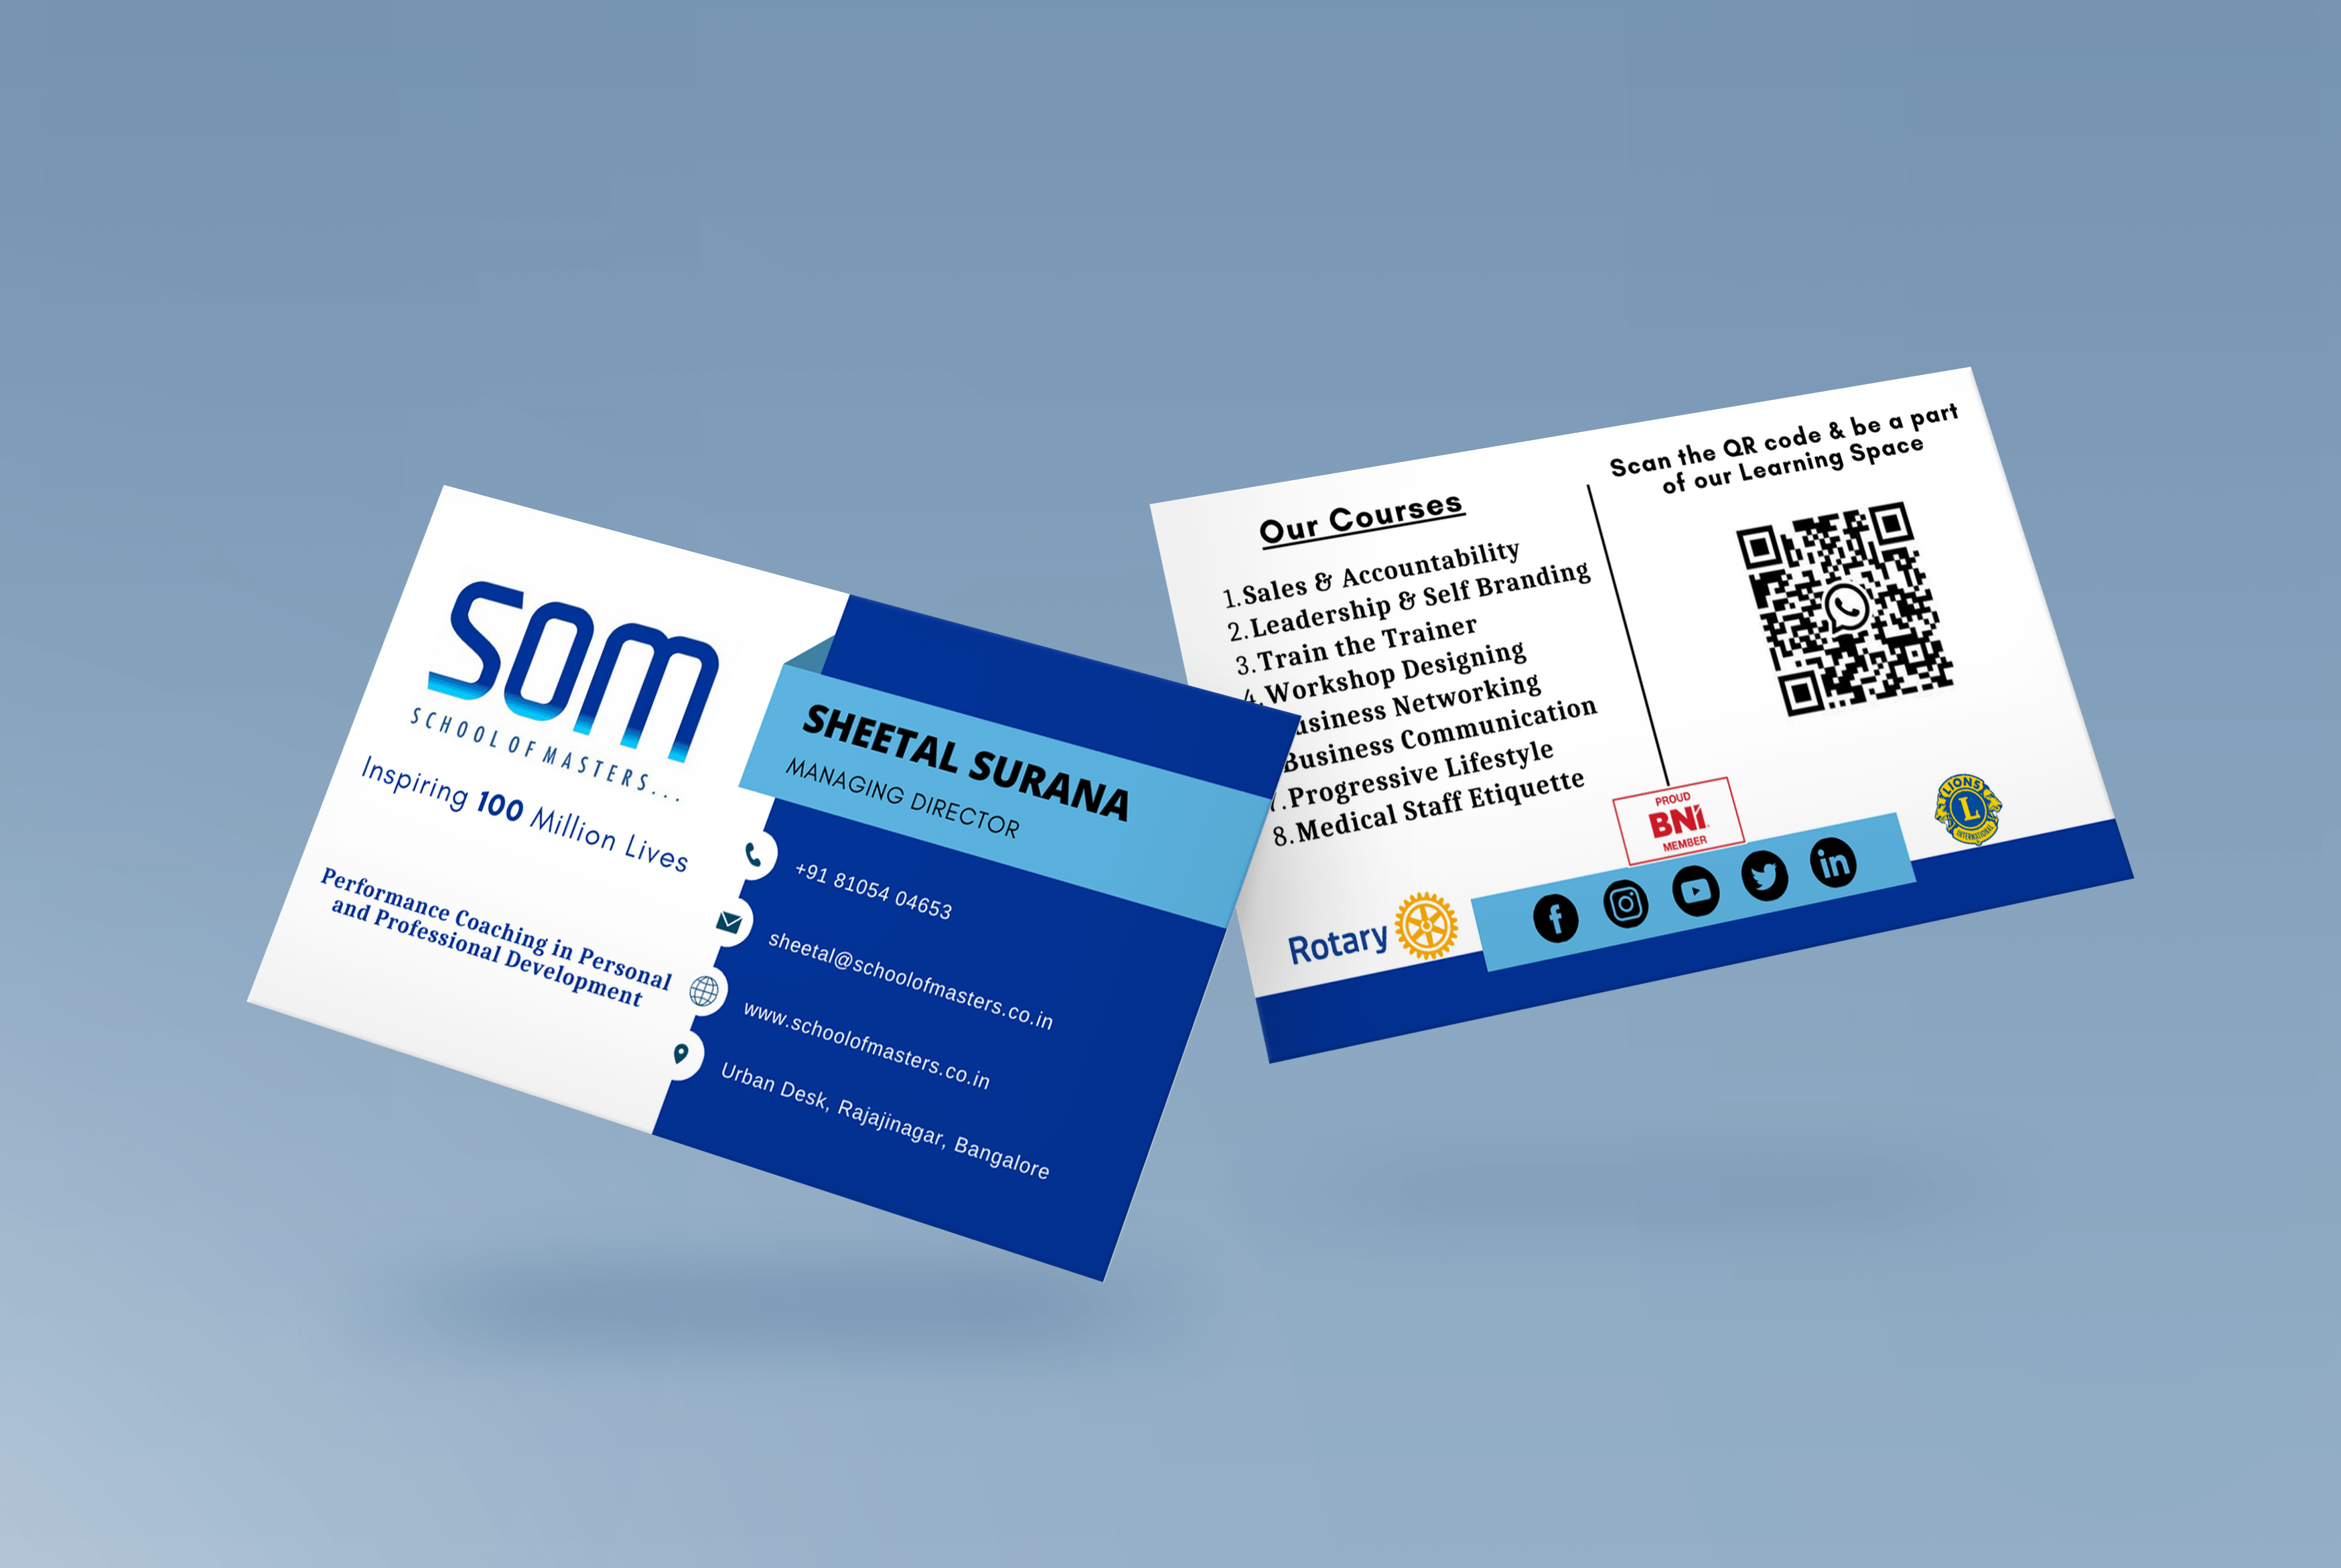 SOM
SCHOOL OF MASTERS...
Inspiring 100 Million Lives
Performance Coaching in Personal
and Professional Development
SHEETAL SURANA
MANAGING DIRECTOR
+91 81054 04653
sheetal@schoolofmasters.co.in
www.schoolofmasters.co.in
Urban Desk, Rajajinagar, Bangalore
Our Courses
1.Sales & Accountability
2.Leadership & Self Branding
3.Train the Trainer
4.Workshop Designing
usiness Networking
Business Communication
7.Progressive Lifestyle
8.Medical Staff Etiquette
Scan the QR code & be a part
of our Learning Space
PROUD
BNI
MEMBER
Rotary
LIONS
L
INTERNATIONAL